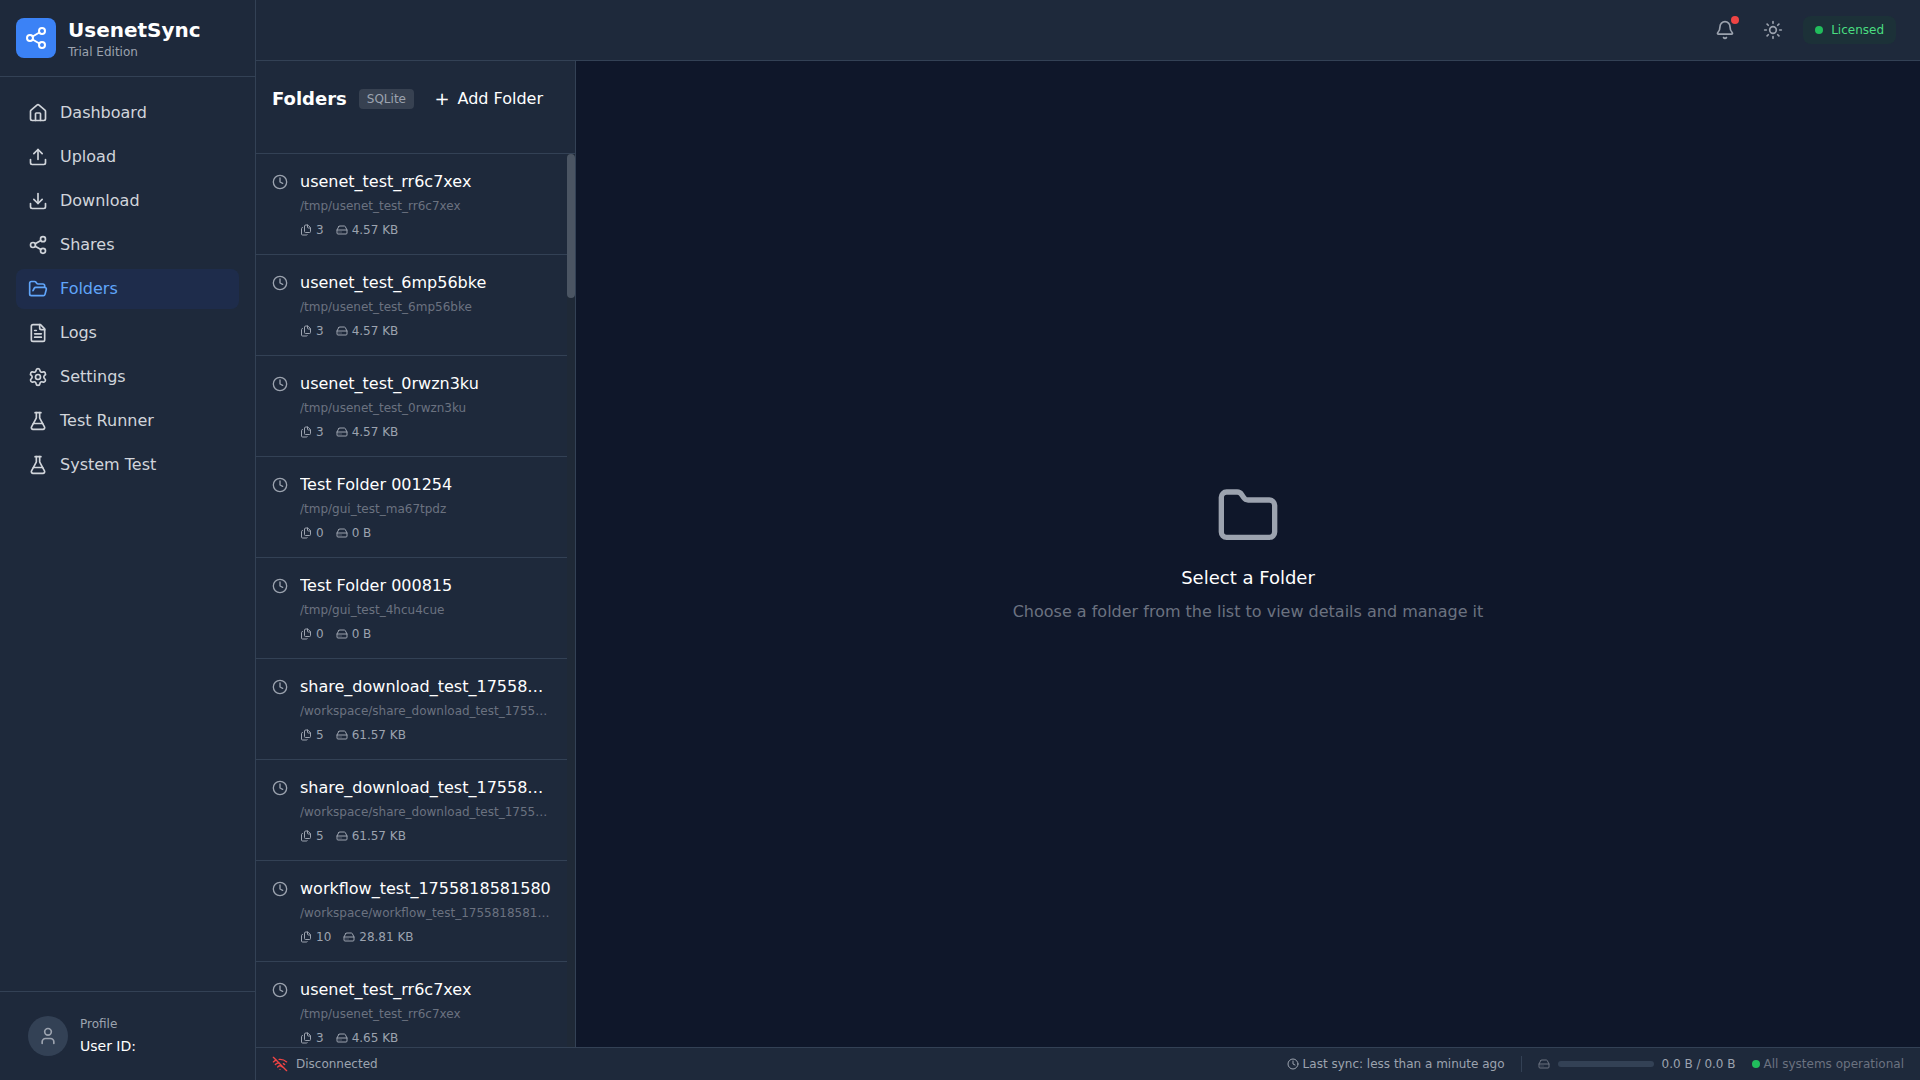 UsenetSync
Trial Edition
Dashboard
Upload
Download
Shares
Folders
Logs
Settings
Test Runner
System Test
Profile
User ID:
Licensed
Folders
SQLite
Add Folder
usenet_test_rr6c7xex
/tmp/usenet_test_rr6c7xex
3 4.57 KB
usenet_test_6mp56bke
/tmp/usenet_test_6mp56bke
3 4.57 KB
usenet_test_0rwzn3ku
/tmp/usenet_test_0rwzn3ku
3 4.57 KB
Test Folder 001254
/tmp/gui_test_ma67tpdz
0 0 B
Test Folder 000815
/tmp/gui_test_4hcu4cue
0 0 B
share_download_test_17558...
/workspace/share_download_test_1755...
5 61.57 KB
share_download_test_17558...
/workspace/share_download_test_1755...
5 61.57 KB
workflow_test_1755818581580
/workspace/workflow_test_1755818581...
10 28.81 KB
usenet_test_rr6c7xex
/tmp/usenet_test_rr6c7xex
3 4.65 KB
Select a Folder
Choose a folder from the list to view details and manage it
Disconnected
Last sync: less than a minute ago
0.0 B / 0.0 B
All systems operational